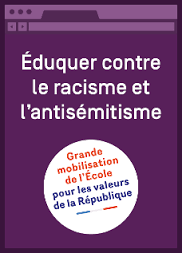 Éduquer contre
le racisme et
l'antisémitisme
Grande
mobilisation
de l'École
pour les valeurs
de la République